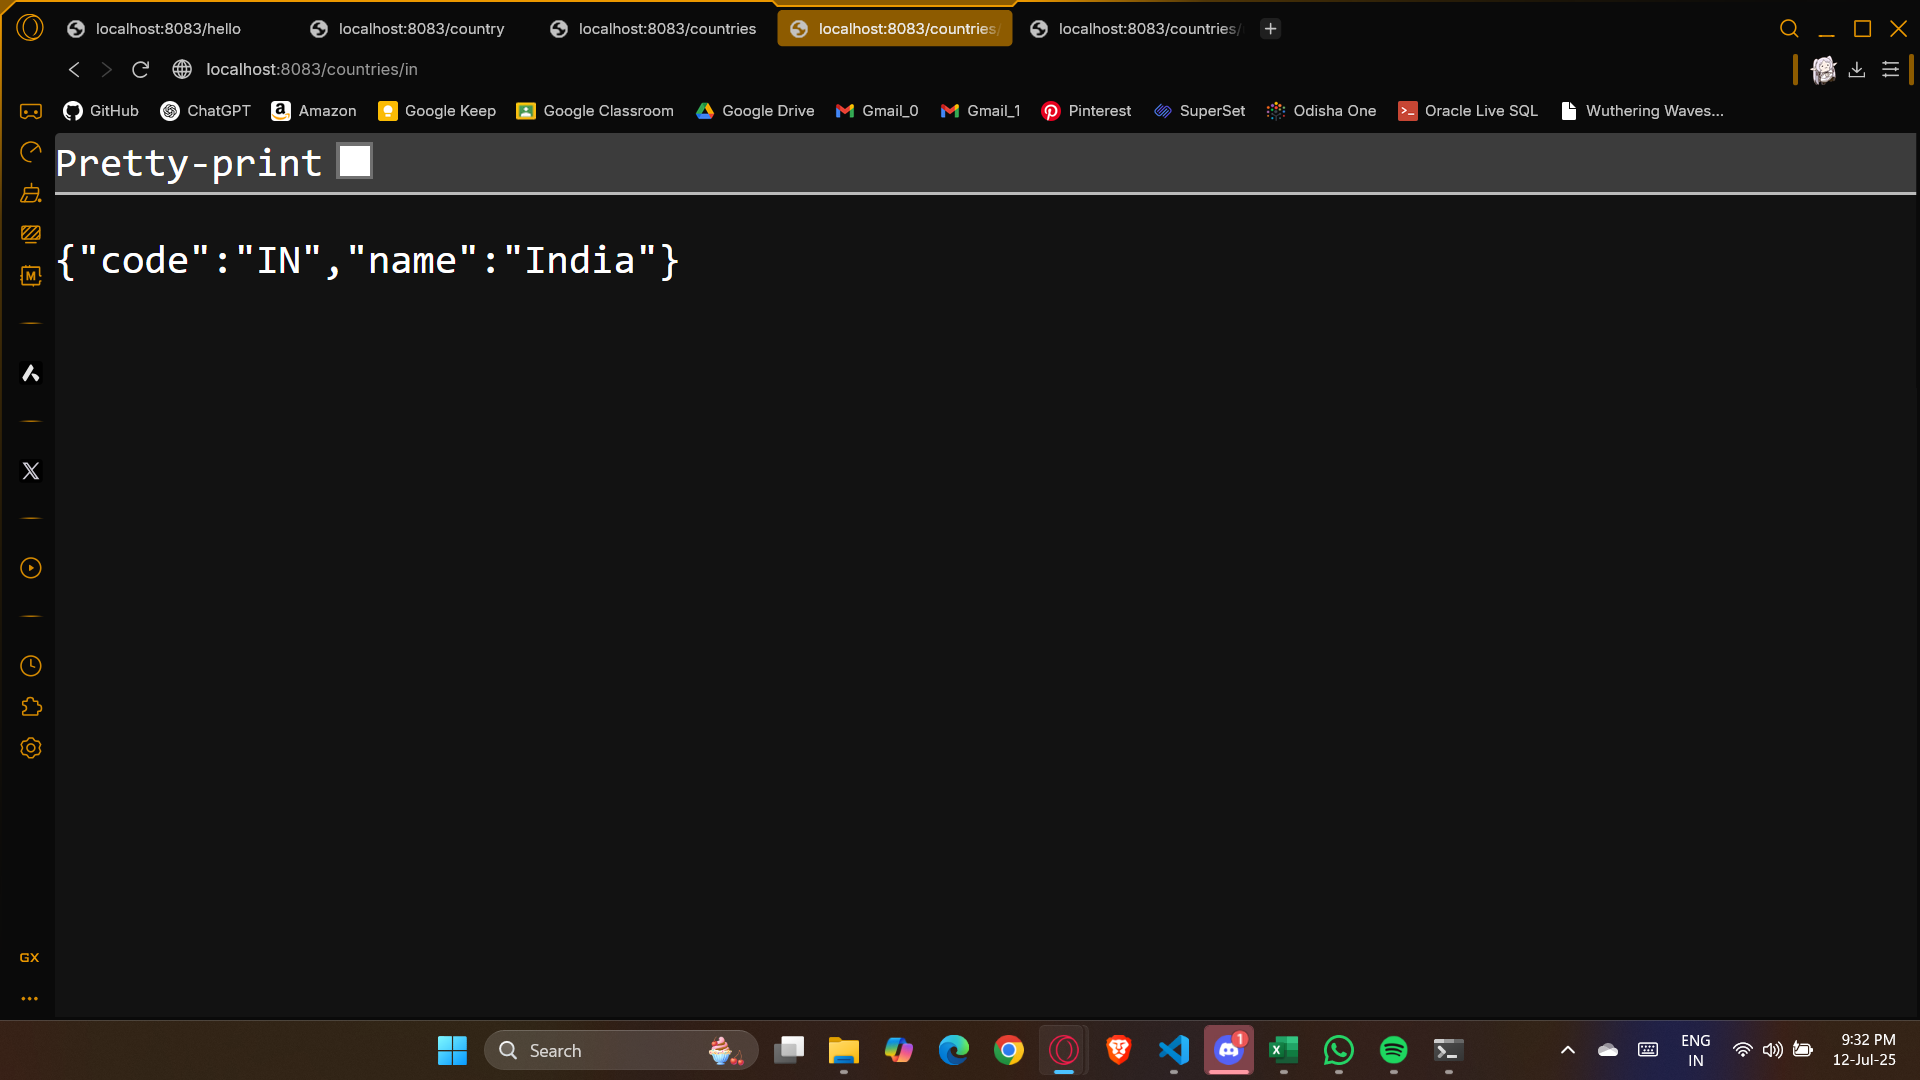 localhost:8083/hello
localhost:8083/country
localhost:8083/countries
localhost:8083/countries/
localhost:8083/countries/
localhost:8083/countries/in
GitHub
ChatGPT
Amazon
Google Keep
Google Classroom
Google Drive
Gmail_0
Gmail_1
Pinterest
SuperSet
Odisha One
Oracle Live SQL
Wuthering Waves...
Pretty-print
{"code":"IN","name":"India"}
M
GX
Search
1
ENG
IN
9:32 PM
12-Jul-25